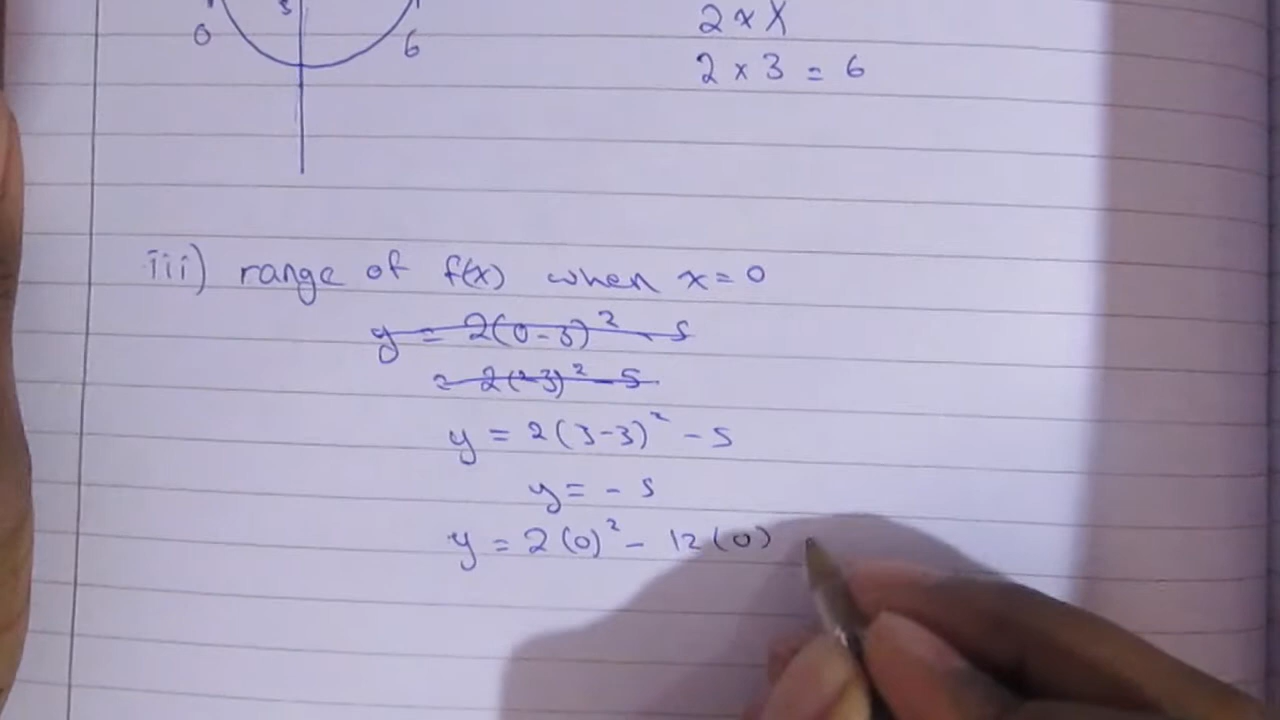 3
0
6
2 × X
2 × 3 = 6
iii) range of f(x) when x = 0
y = 2(0-3)² - 5
= 2(-3)² - 5
y = 2(3-3)² - 5
y = - 5
y = 2(0)² - 12(0)